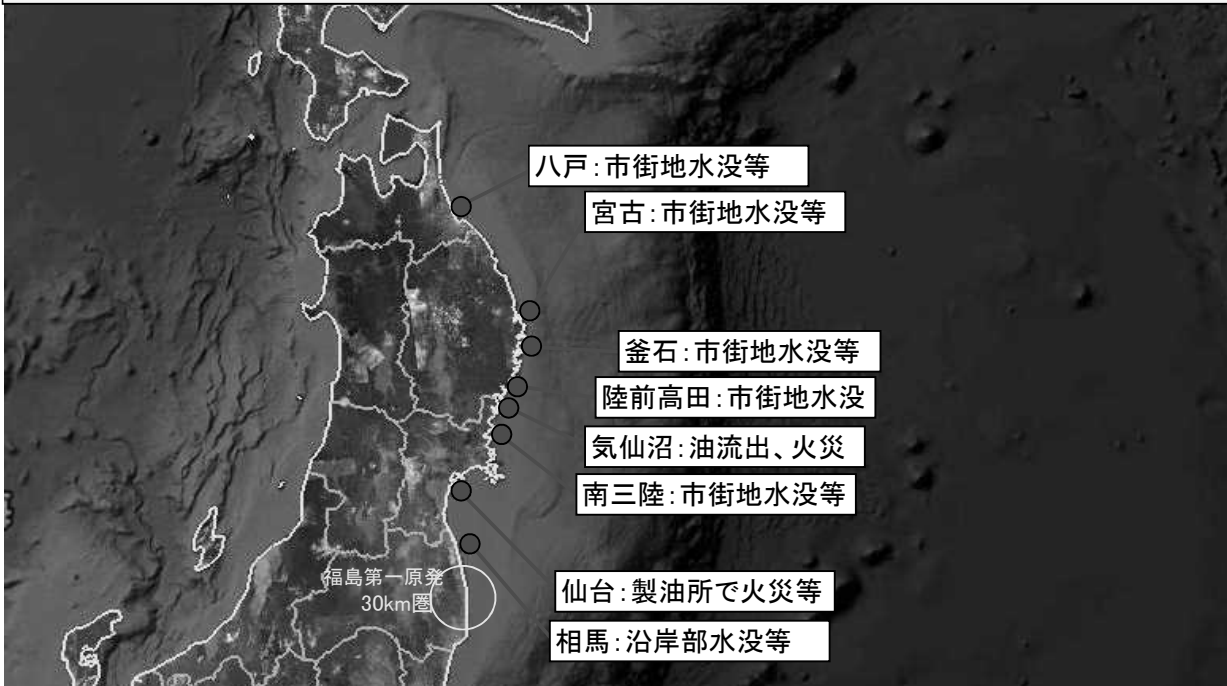 八戸：市街地水没等
宮古：市街地水没等
釜石：市街地水没等
陸前高田：市街地水没
気仙沼：油流出、火災
南三陸：市街地水没等
福島第一原発
30km圏
仙台：製油所で火災等
相馬：沿岸部水没等